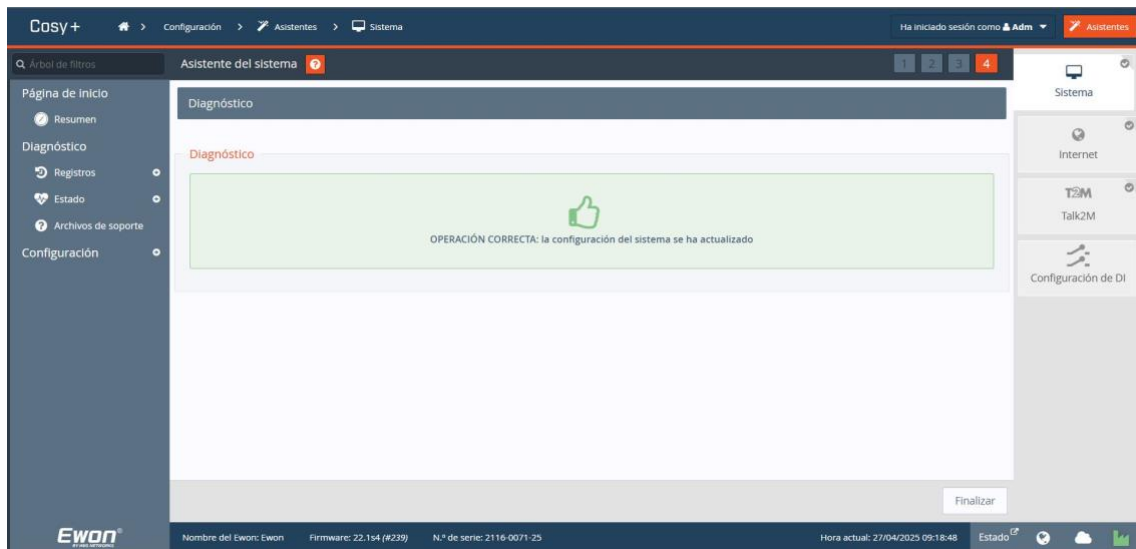 Cosy+
Configuración > Asistentes > Sistema
Ha iniciado sesión como Adm
Asistentes
Árbol de filtros
Asistente del sistema ?
1 2 3 4
Página de inicio
Resumen
Diagnóstico
Registros
Estado
Archivos de soporte
Configuración
Diagnóstico
Diagnóstico
OPERACIÓN CORRECTA: la configuración del sistema se ha actualizado
Finalizar
Sistema
Internet
T2M
Talk2M
Configuración de DI
Ewon®
BY HMS NETWORKS
Nombre del Ewon: Ewon Firmware: 22.1s4 (#239) N.º de serie: 2116-0071-25
Hora actual: 27/04/2025 09:18:48 Estado